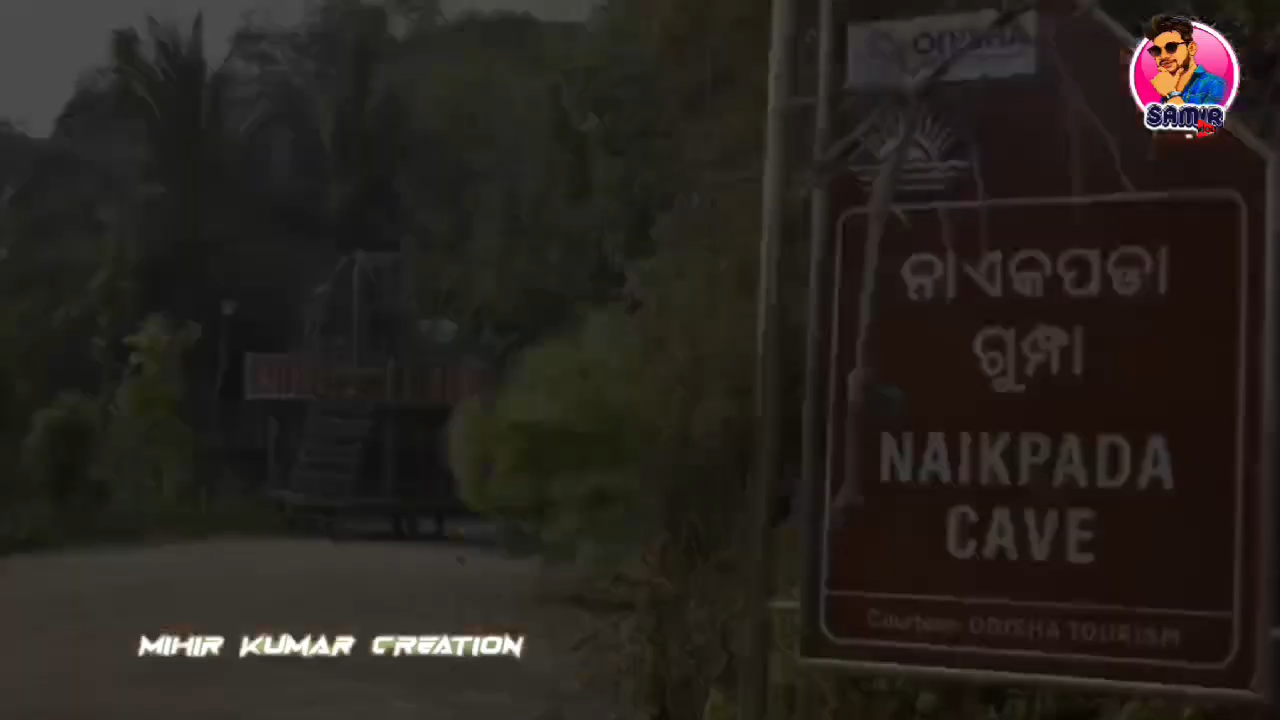 ODISHA
SAMIR
ନାଏକପଡା
ଗୁମ୍ଫା
NAIKPADA
CAVE
Courtesy- ODISHA TOURISM
MIHIR KUMAR CREATION